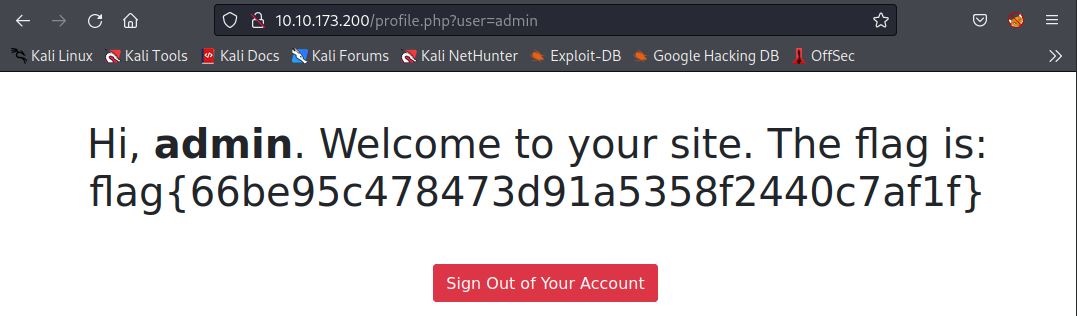 10.10.173.200/profile.php?user=admin
Kali Linux Kali Tools Kali Docs Kali Forums Kali NetHunter Exploit-DB Google Hacking DB OffSec
Hi, admin. Welcome to your site. The flag is:
flag{66be95c478473d91a5358f2440c7af1f}
Sign Out of Your Account